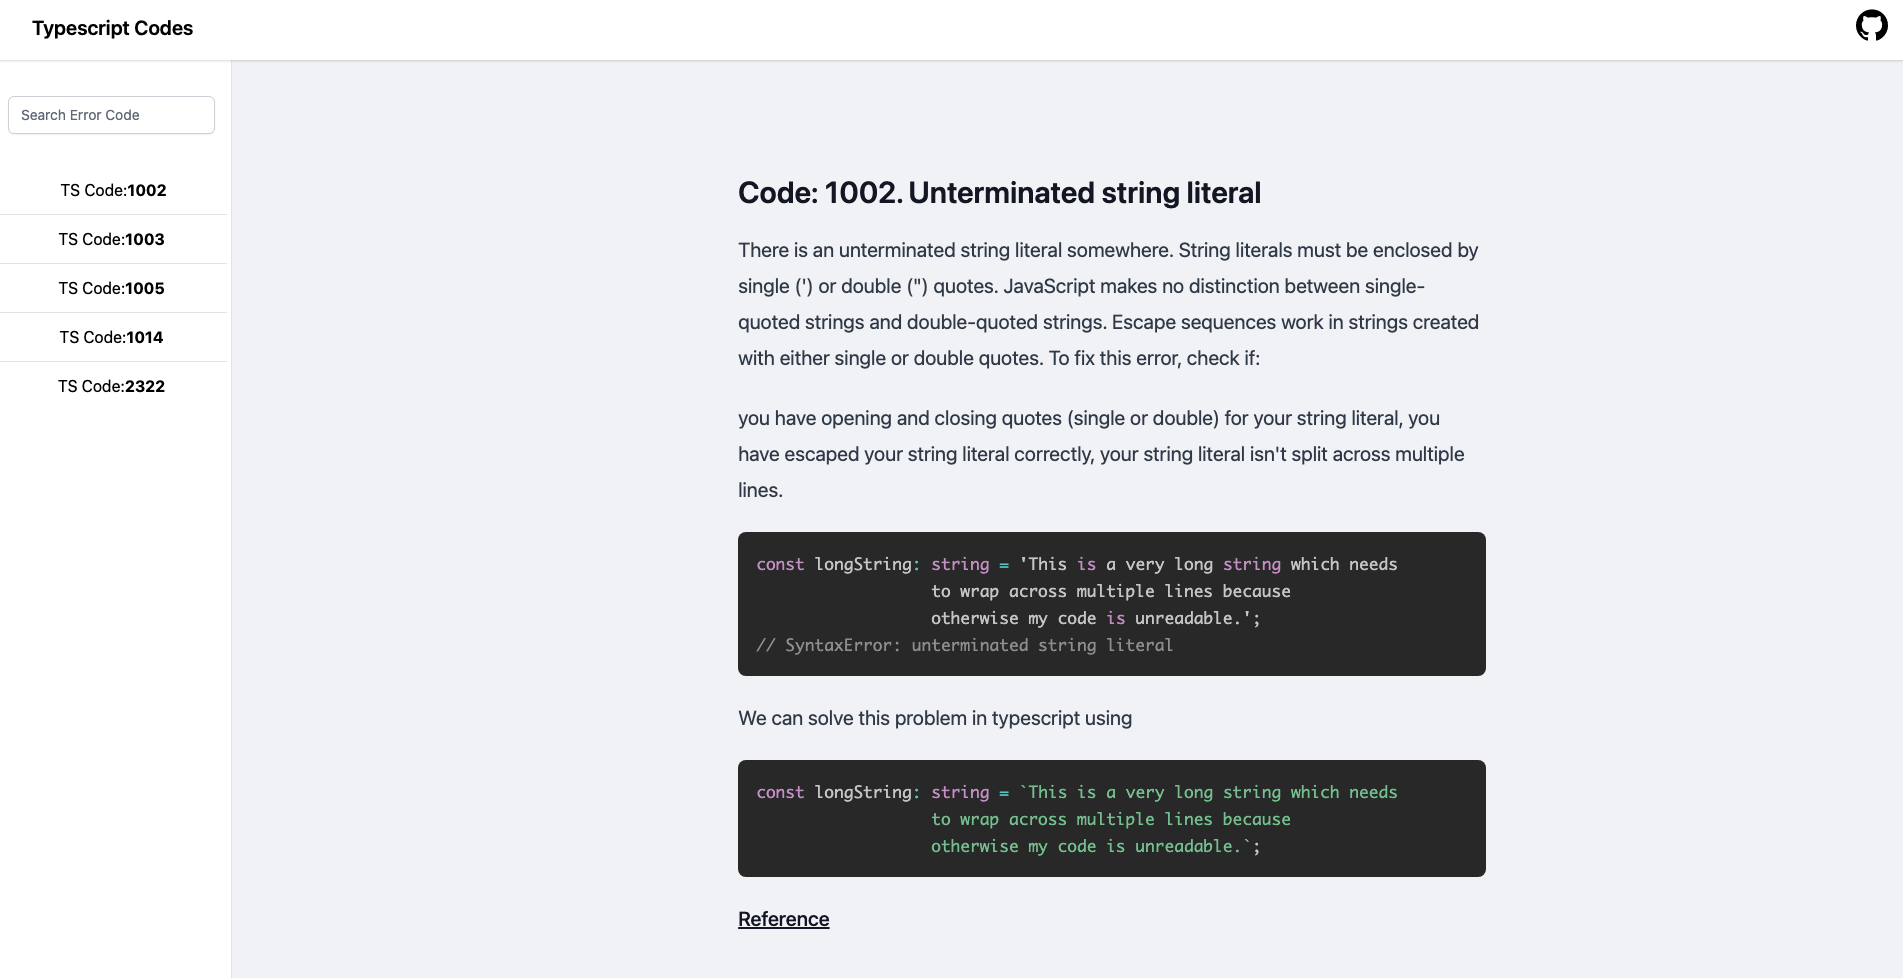 Typescript Codes
Search Error Code
TS Code:1002
TS Code:1003
TS Code:1005
TS Code:1014
TS Code:2322
Code: 1002. Unterminated string literal
There is an unterminated string literal somewhere. String literals must be enclosed by
single (') or double (") quotes. JavaScript makes no distinction between single-
quoted strings and double-quoted strings. Escape sequences work in strings created
with either single or double quotes. To fix this error, check if:
you have opening and closing quotes (single or double) for your string literal, you
have escaped your string literal correctly, your string literal isn't split across multiple
lines.
const longString: string = 'This is a very long string which needs
to wrap across multiple lines because
otherwise my code is unreadable.';
// SyntaxError: unterminated string literal
We can solve this problem in typescript using
const longString: string = `This is a very long string which needs
to wrap across multiple lines because
otherwise my code is unreadable.`;
Reference